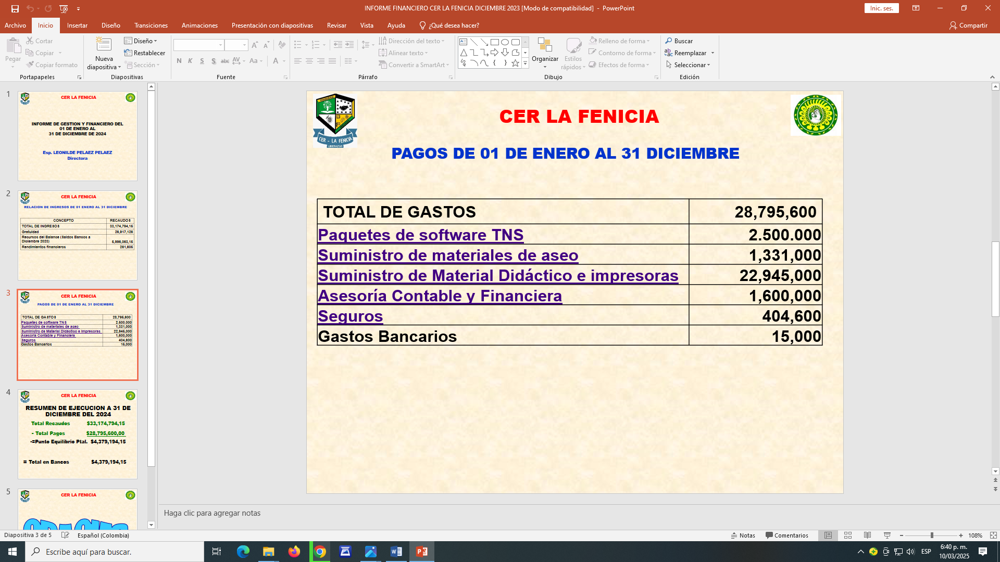 INFORME FINANCIERO CER LA FENICIA DICIEMBRE 2023 [Modo de compatibilidad] - PowerPoint
Inic. ses.
Archivo Inicio Insertar Diseño Transiciones Animaciones Presentación con diapositivas Revisar Vista Ayuda ¿Qué desea hacer? Compartir
Pegar
Cortar
Copiar
Copiar formato
Portapapeles
Nueva diapositiva
Diseño
Restablecer
Sección
Diapositivas
N K S S abc AV Aa A
Fuente
Dirección del texto
Alinear texto
Convertir a SmartArt
Párrafo
Organizar
Estilos rápidos
Relleno de forma
Contorno de forma
Efectos de forma
Dibujo
Buscar
Reemplazar
Seleccionar
Edición
1
CER LA FENICIA
INFORME DE GESTION Y FINANCIERO DEL
01 DE ENERO AL
31 DE DICIEMBRE DE 2024
Esp. LEONILDE PELAEZ PELAEZ
Directora
2
CER LA FENICIA
RELACION DE INGRESOS DE 01 ENERO AL 31 DICIEMBRE
CONCEPTO RECAUDOS
TOTAL DE INGRESOS 33,174,794,15
Gratuidad 26,917,126
Recursos del Balance (Saldos Bancos a
Diciembre 2023) 5,996,063,15
Rendimientos financieros 261,605
3
CER LA FENICIA
PAGOS DE 01 DE ENERO AL 31 DICIEMBRE
TOTAL DE GASTOS 28,795,600
Paquetes de software TNS 2.500.000
Suministro de materiales de aseo 1,331,000
Suministro de Material Didáctico e impresoras 22,945,000
Asesoría Contable y Financiera 1,600,000
Seguros 404,600
Gastos Bancarios 15,000
4
CER LA FENICIA
RESUMEN DE EJECUCION A 31 DE
DICIEMBRE DEL 2024
Total Recaudos $33,174,794,15
- Total Pagos $28,795,600,00
-=Punto Equilibrio Ptal. $4,379,194,15
= Total en Bancos $4,379,194,15
5
CER LA FENICIA
CER - LA FENICIA
LIDERAZGO
CER LA FENICIA
PAGOS DE 01 DE ENERO AL 31 DICIEMBRE
TOTAL DE GASTOS 28,795,600
Paquetes de software TNS 2.500.000
Suministro de materiales de aseo 1,331,000
Suministro de Material Didáctico e impresoras 22,945,000
Asesoría Contable y Financiera 1,600,000
Seguros 404,600
Gastos Bancarios 15,000
Haga clic para agregar notas
Diapositiva 3 de 5 Español (Colombia) Notas Comentarios 108%
Escribe aquí para buscar.
ESP
6:40 p. m.
10/03/2025